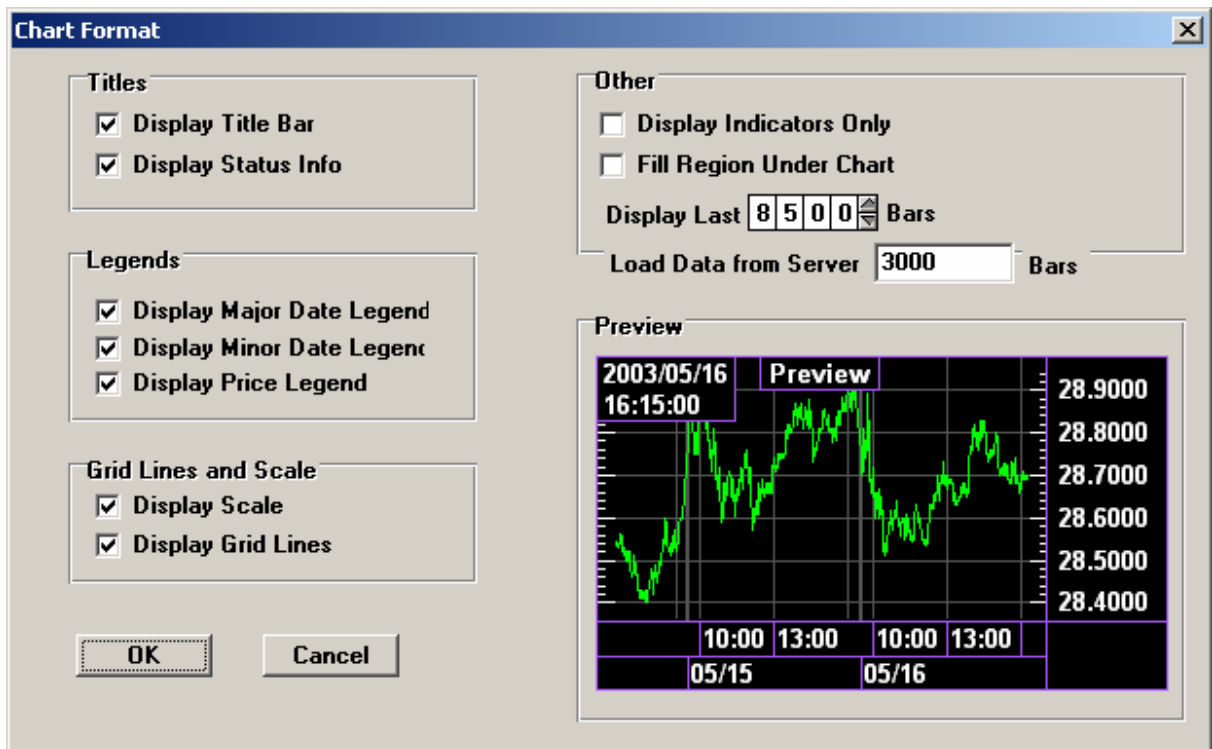 Chart Format
Titles
Display Title Bar
Display Status Info
Legends
Display Major Date Legend
Display Minor Date Legend
Display Price Legend
Grid Lines and Scale
Display Scale
Display Grid Lines
OK
Cancel
Other
Display Indicators Only
Fill Region Under Chart
Display Last 8500 Bars
Load Data from Server 3000 Bars
Preview
2003/05/16
16:15:00
Preview
28.9000
28.8000
28.7000
28.6000
28.5000
28.4000
10:00 13:00 10:00 13:00
05/15 05/16